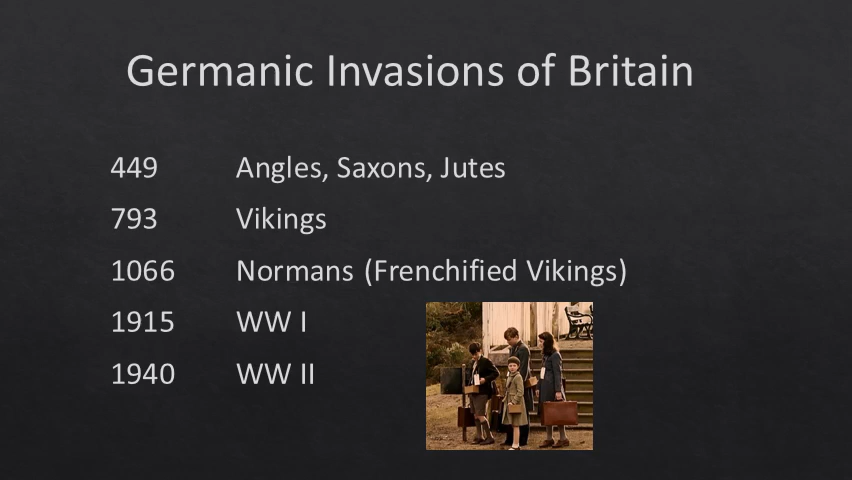 Germanic Invasions of Britain
449 Angles, Saxons, Jutes
793 Vikings
1066 Normans (Frenchified Vikings)
1915 WW I
1940 WW II